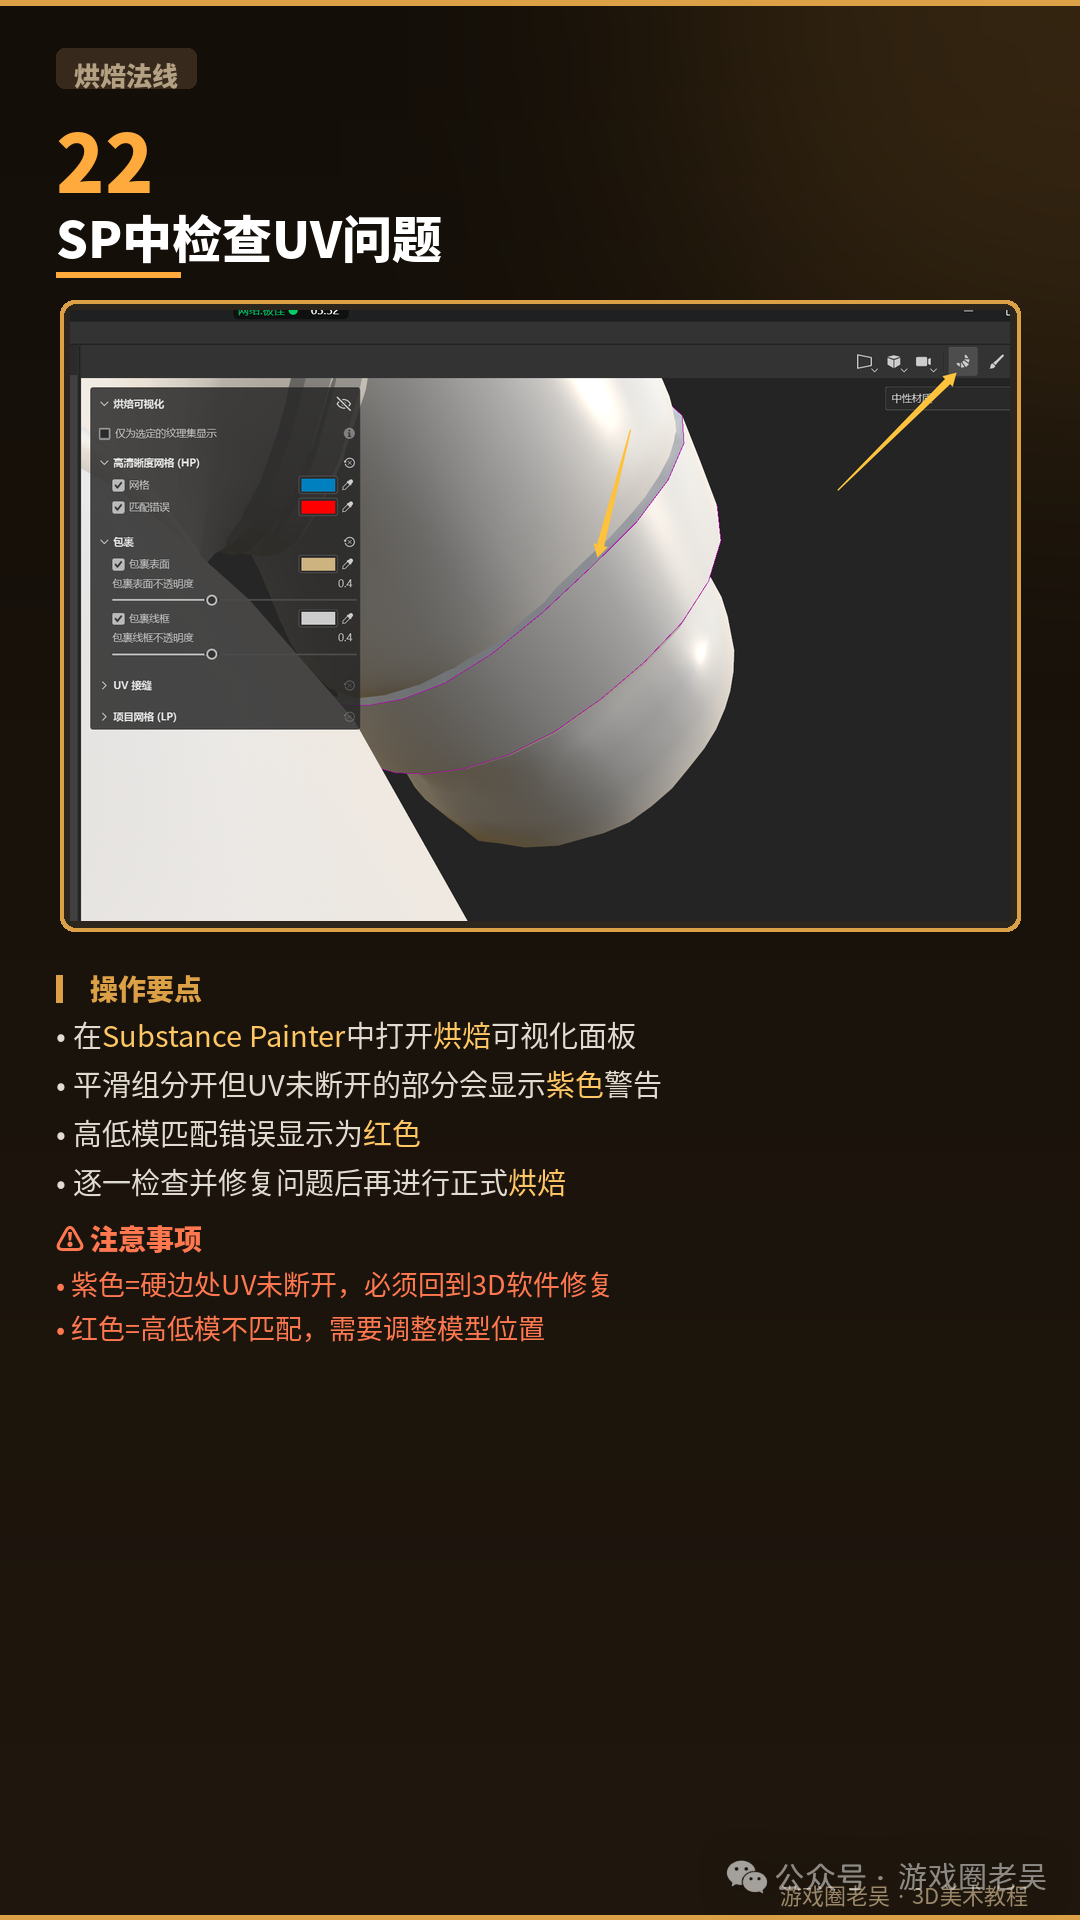 烘焙法线
22
SP中检查UV问题
烘焙可视化
仅为选定的纹理集显示
高清晰度网格 (HP)
网格
匹配错误
包裹
包裹表面
包裹表面不透明度 0.4
包裹线框
包裹线框不透明度 0.4
UV 接缝
项目网格 (LP)
中性材质
操作要点
• 在Substance Painter中打开烘焙可视化面板
• 平滑组分开但UV未断开的部分会显示紫色警告
• 高低模匹配错误显示为红色
• 逐一检查并修复问题后再进行正式烘焙
注意事项
• 紫色=硬边处UV未断开，必须回到3D软件修复
• 红色=高低模不匹配，需要调整模型位置
公众号 · 游戏圈老吴
游戏圈老吴 · 3D美术教程